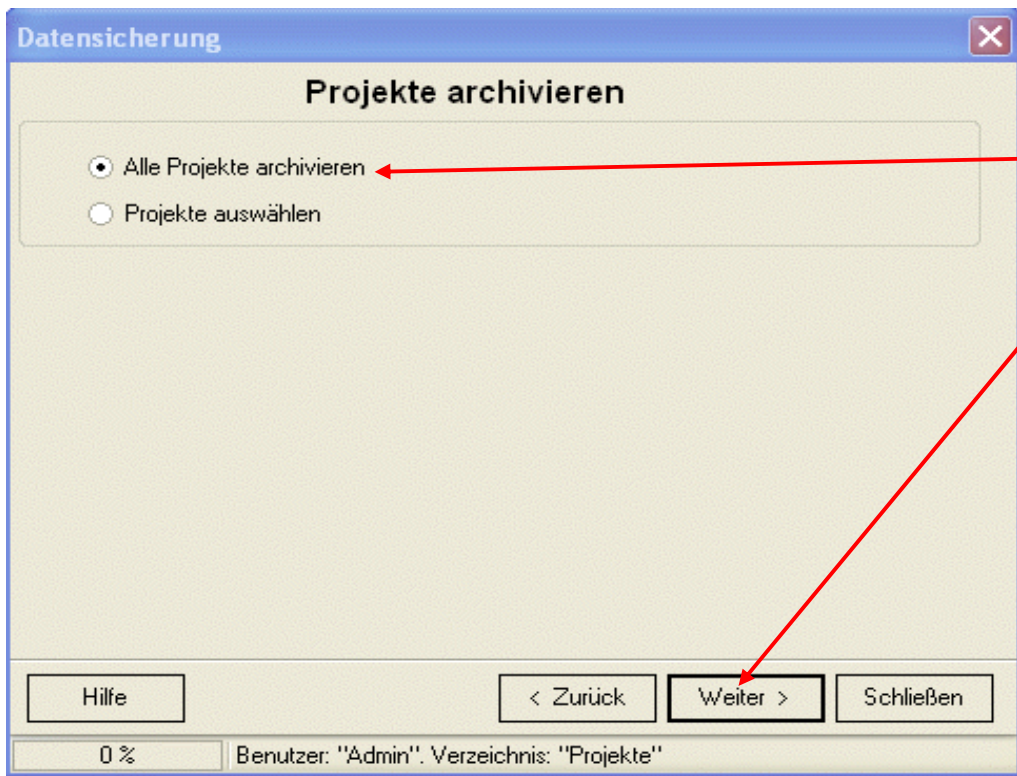 Datensicherung
Projekte archivieren
Alle Projekte archivieren
Projekte auswählen
Hilfe
< Zurück
Weiter >
Schließen
0 %
Benutzer: "Admin". Verzeichnis: "Projekte"